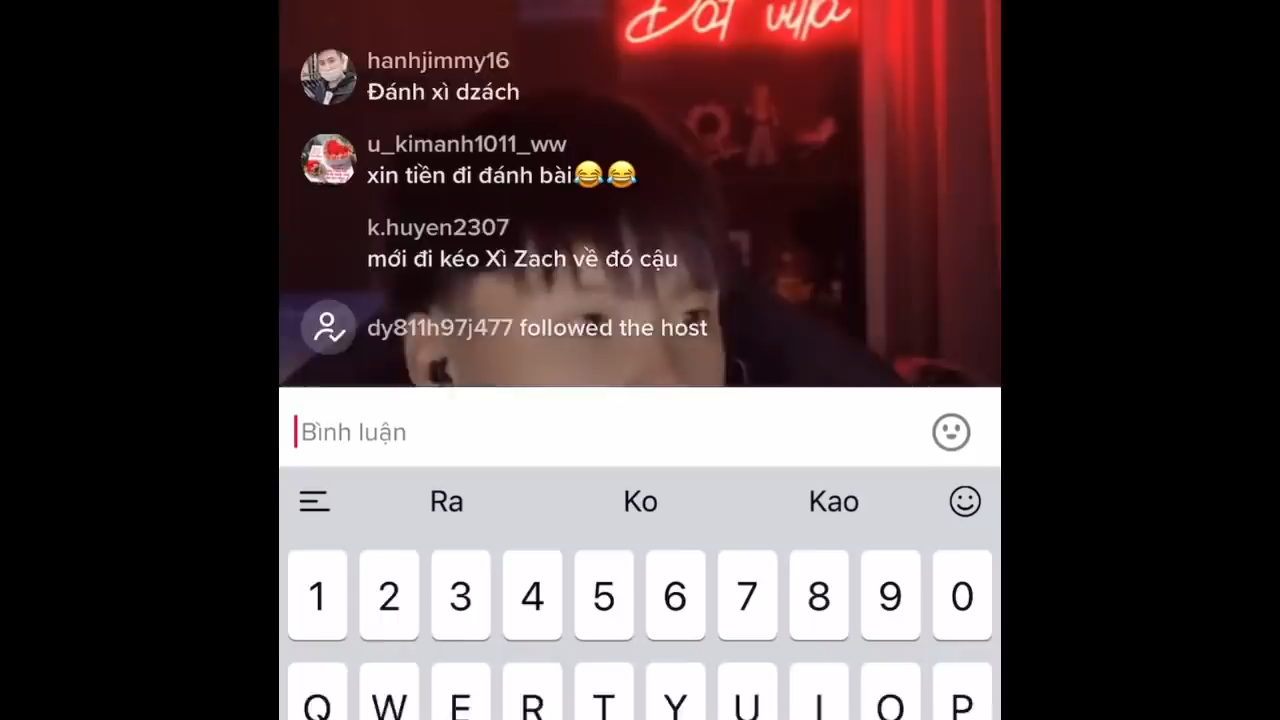 Đạt Villa
hanhjimmy16
Đánh xì dzách
u_kimanh1011_ww
xin tiền đi đánh bài😂😂
k.huyen2307
mới đi kéo Xì Zach về đó cậu
dy811h97j477 followed the host
Bình luận
Ra Ko Kao
1 2 3 4 5 6 7 8 9 0
Q W E R T Y U I O P